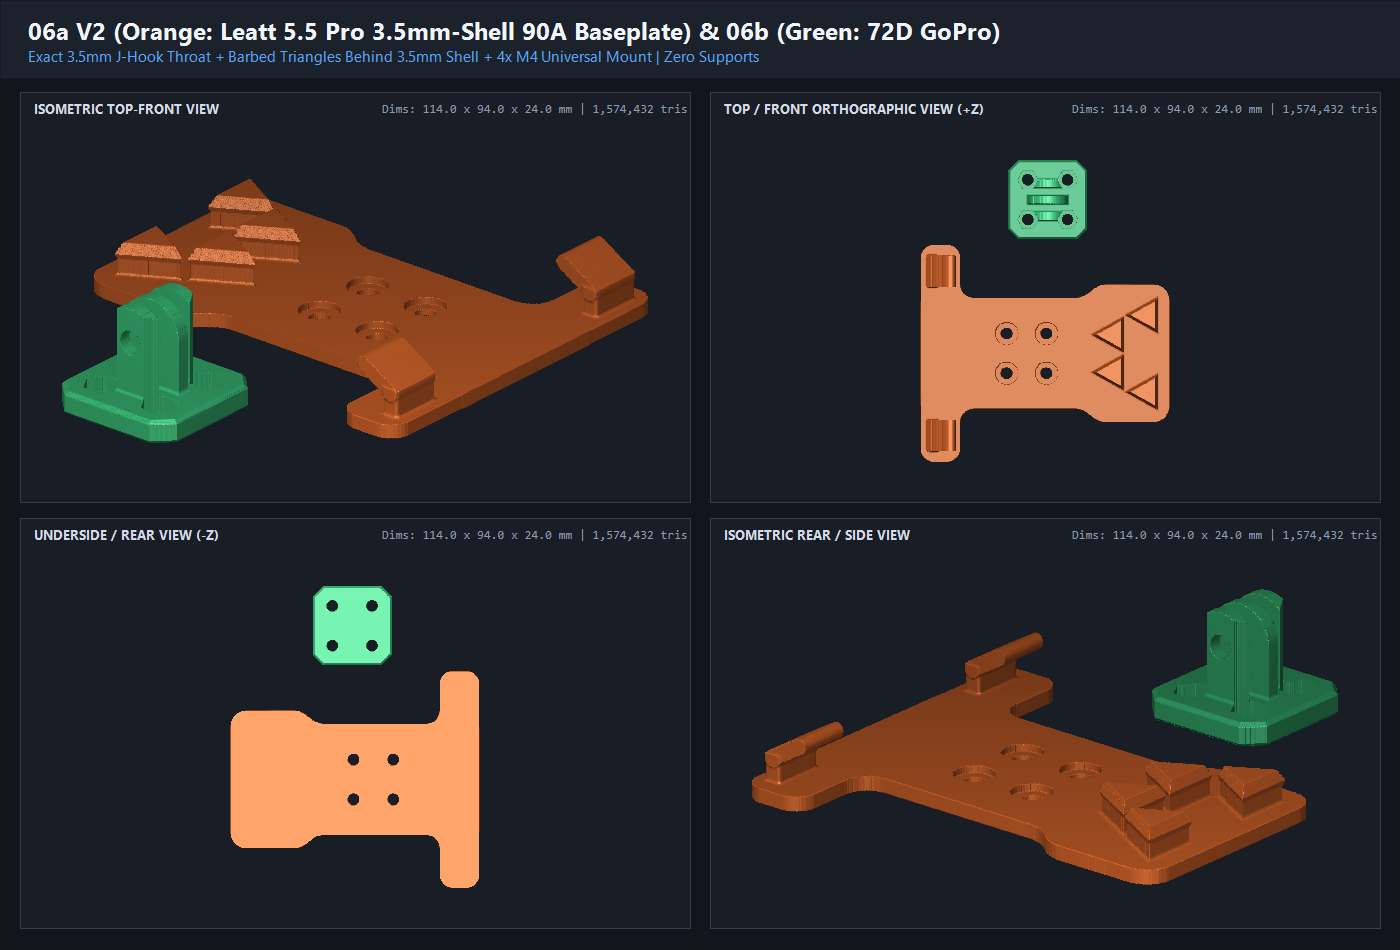 06a V2 (Orange: Leatt 5.5 Pro 3.5mm-Shell 90A Baseplate) & 06b (Green: 72D GoPro)
Exact 3.5mm J-Hook Throat + Barbed Triangles Behind 3.5mm Shell + 4x M4 Universal Mount | Zero Supports
ISOMETRIC TOP-FRONT VIEW
Dims: 114.0 x 94.0 x 24.0 mm | 1,574,432 tris
TOP / FRONT ORTHOGRAPHIC VIEW (+Z)
Dims: 114.0 x 94.0 x 24.0 mm | 1,574,432 tris
UNDERSIDE / REAR VIEW (-Z)
Dims: 114.0 x 94.0 x 24.0 mm | 1,574,432 tris
ISOMETRIC REAR / SIDE VIEW
Dims: 114.0 x 94.0 x 24.0 mm | 1,574,432 tris